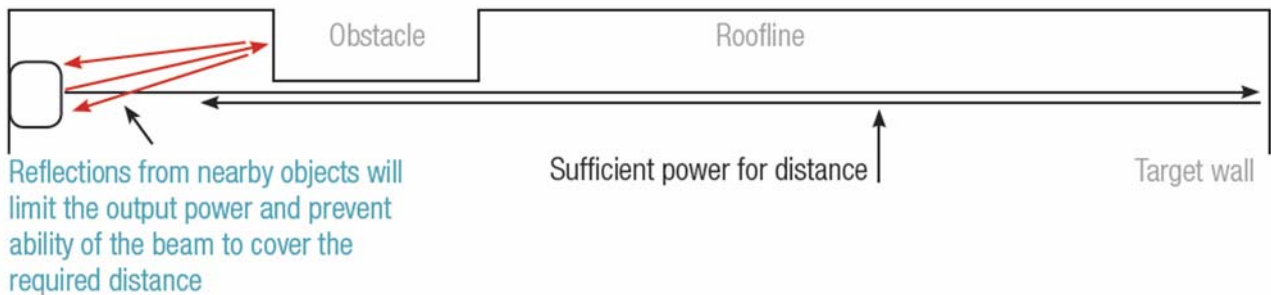 Obstacle
Roofline
Reflections from nearby objects will
limit the output power and prevent
ability of the beam to cover the
required distance
Sufficient power for distance
Target wall